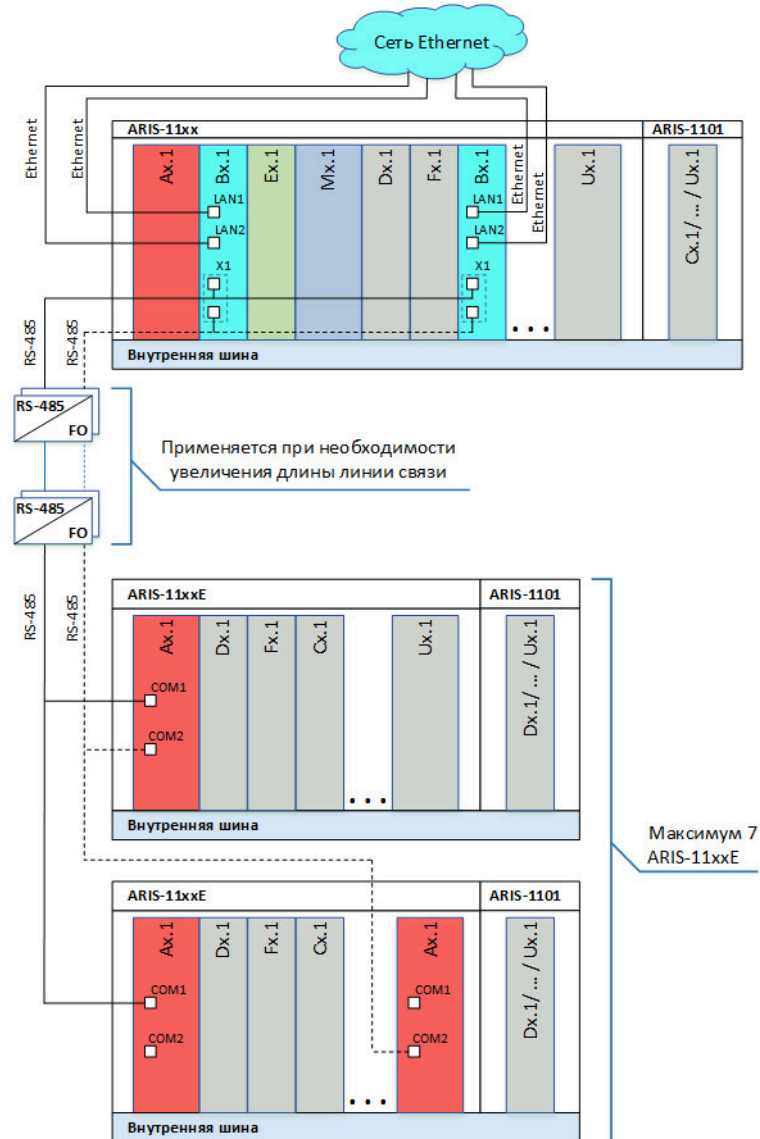 Сеть Ethernet
Ethernet
Ethernet
ARIS-11xx
ARIS-1101
Ax.1
Bx.1
Ex.1
Mx.1
Dx.1
Fx.1
Bx.1
Ux.1
Cx.1/ ... / Ux.1
LAN1
LAN2
X1
LAN1
LAN2
X1
Ethernet
Ethernet
...
RS-485
RS-485
Внутренняя шина
RS-485
FO
Применяется при необходимости
увеличения длины линии связи
RS-485
FO
RS-485
RS-485
ARIS-11xxE
ARIS-1101
Ax.1
Dx.1
Fx.1
Cx.1
Ux.1
Dx.1/ ... / Ux.1
COM1
COM2
...
Внутренняя шина
Максимум 7
ARIS-11xxE
ARIS-11xxE
ARIS-1101
Ax.1
Dx.1
Fx.1
Cx.1
Ax.1
Dx.1/ ... / Ux.1
COM1
COM2
COM1
COM2
...
Внутренняя шина